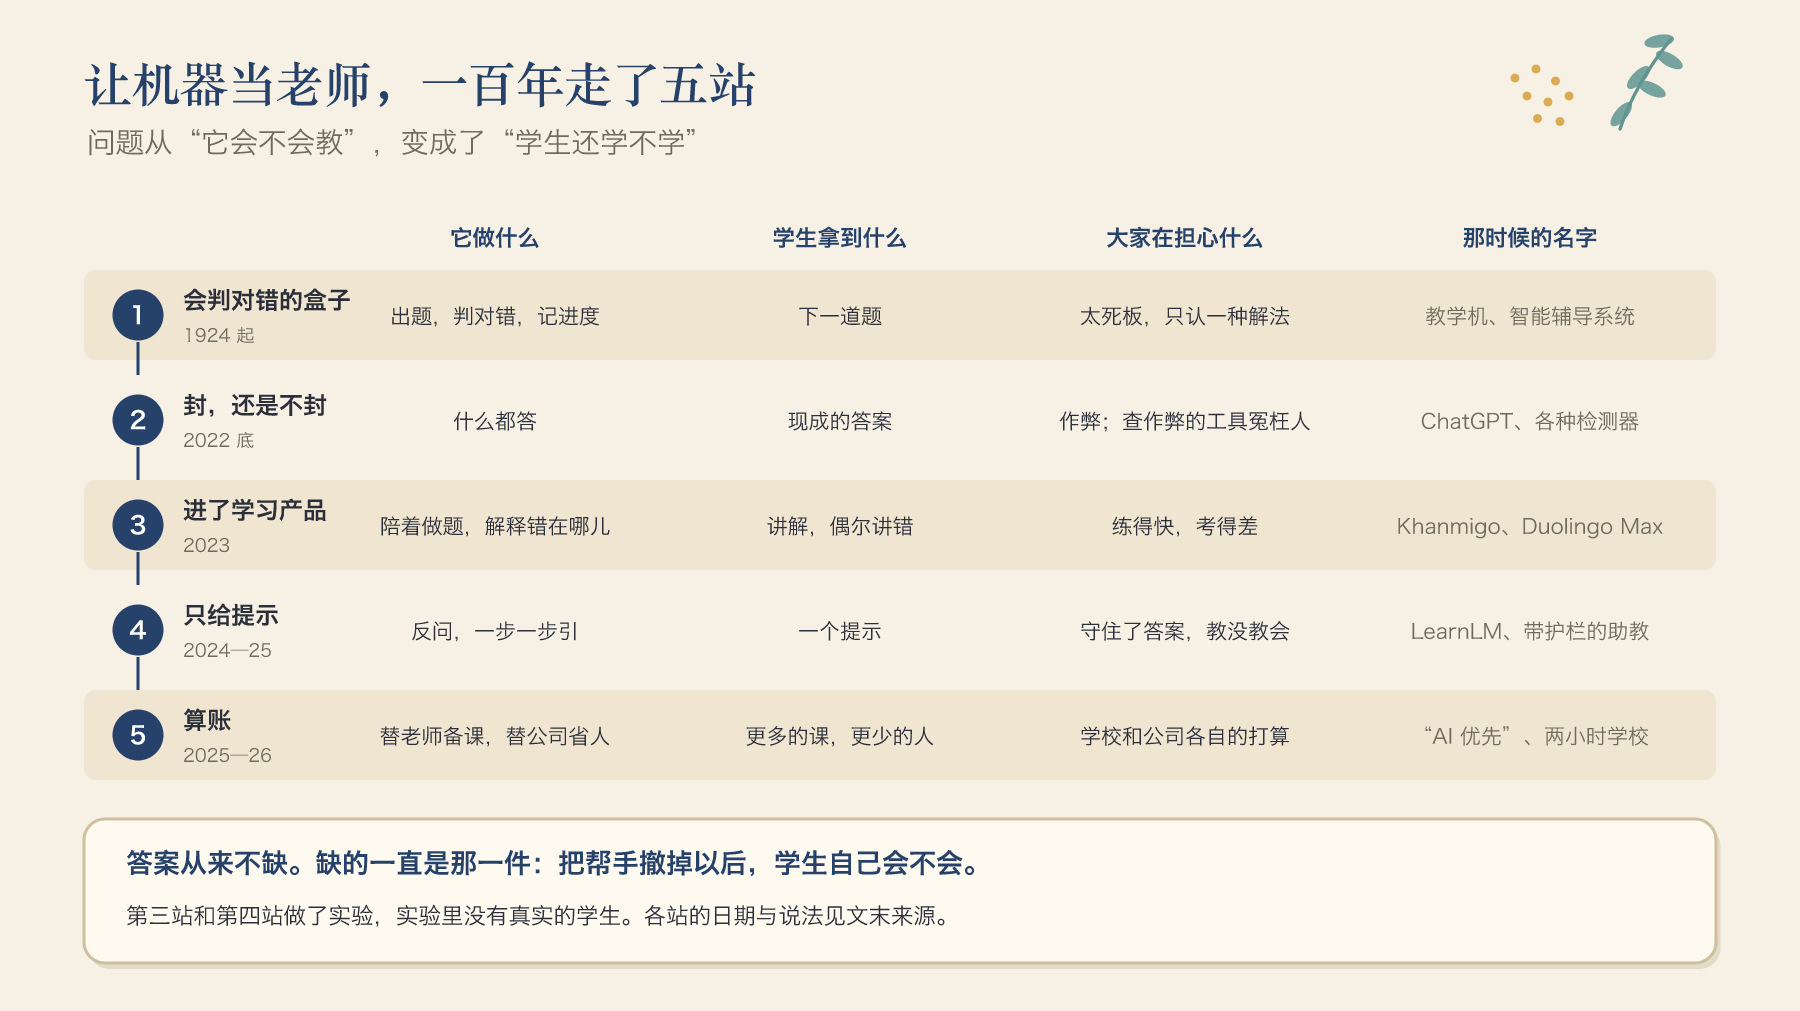 让机器当老师，一百年走了五站
问题从“它会不会教”，变成了“学生还学不学”
它做什么 学生拿到什么 大家在担心什么 那时候的名字
1 会判对错的盒子 出题，判对错，记进度 下一道题 太死板，只认一种解法 教学机、智能辅导系统
1924 起
2 封，还是不封 什么都答 现成的答案 作弊；查作弊的工具冤枉人 ChatGPT、各种检测器
2022 底
3 进了学习产品 陪着做题，解释错在哪儿 讲解，偶尔讲错 练得快，考得差 Khanmigo、Duolingo Max
2023
4 只给提示 反问，一步一步引 一个提示 守住了答案，教没教会 LearnLM、带护栏的助教
2024—25
5 算账 替老师备课，替公司省人 更多的课，更少的人 学校和公司各自的打算 “AI 优先”、两小时学校
2025—26
答案从来不缺。缺的一直是那一件：把帮手撤掉以后，学生自己会不会。
第三站和第四站做了实验，实验里没有真实的学生。各站的日期与说法见文末来源。